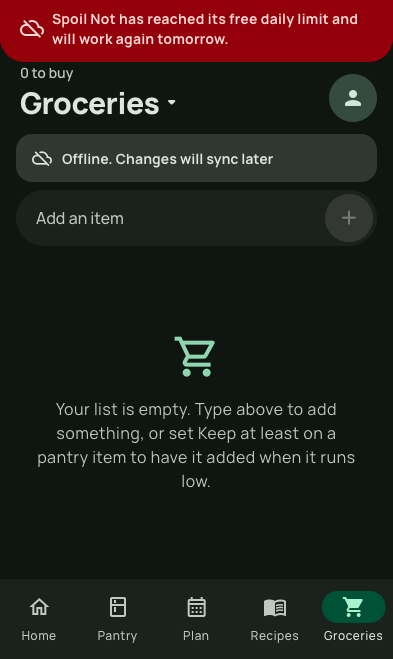 Spoil Not has reached its free daily limit and
will work again tomorrow.
0 to buy
Groceries
Offline. Changes will sync later
Add an item
Your list is empty. Type above to add
something, or set Keep at least on a
pantry item to have it added when it runs
low.
Home
Pantry
Plan
Recipes
Groceries